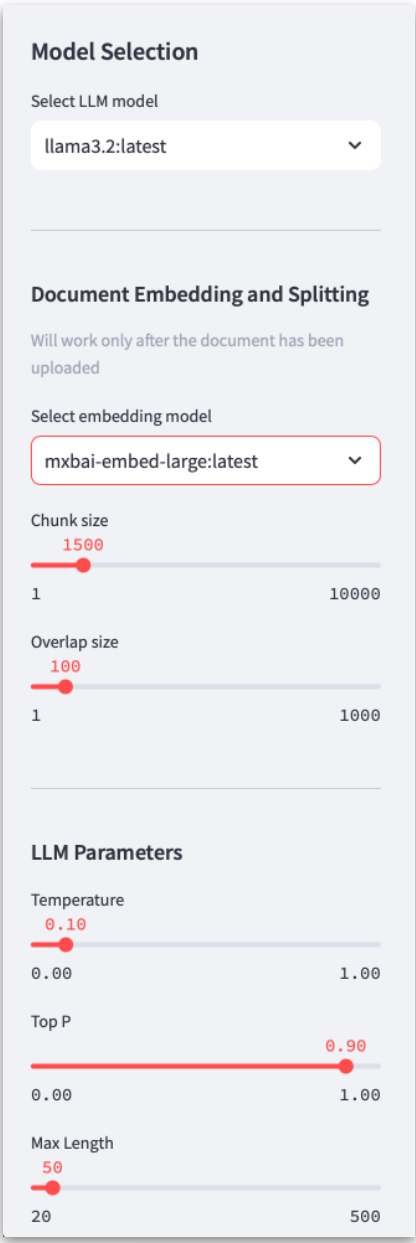 Model Selection
Select LLM model
llama3.2:latest
Document Embedding and Splitting
Will work only after the document has been
uploaded
Select embedding model
mxbai-embed-large:latest
Chunk size
1500
1 10000
Overlap size
100
1 1000
LLM Parameters
Temperature
0.10
0.00 1.00
Top P
0.90
0.00 1.00
Max Length
50
20 500